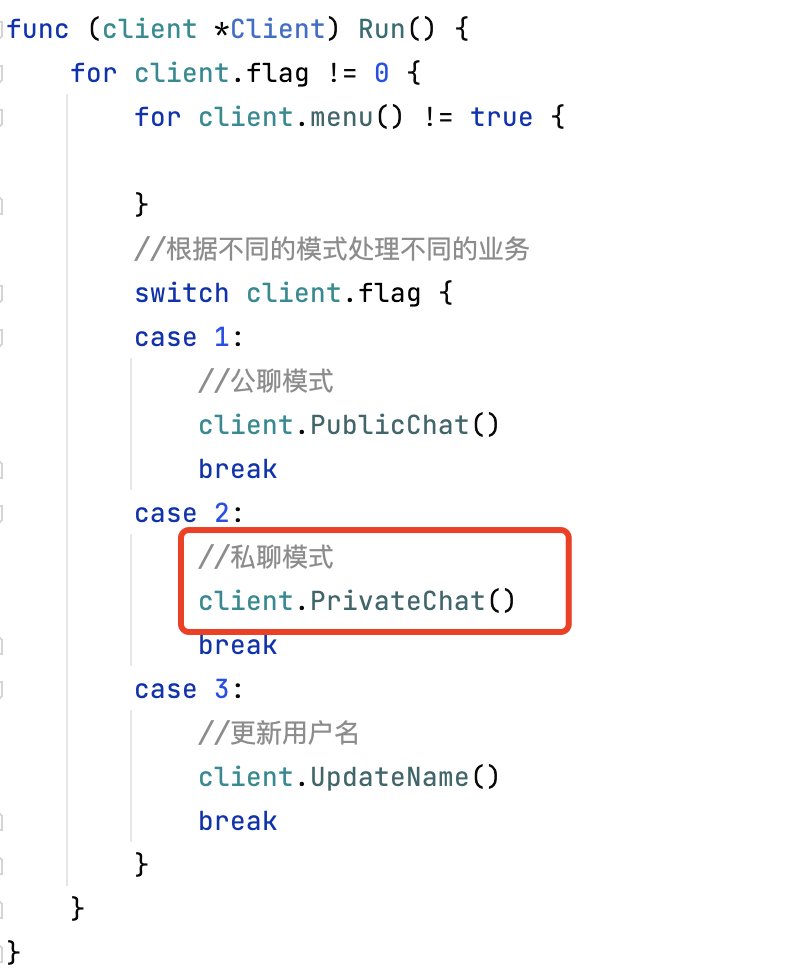 func (client *Client) Run() {
    for client.flag != 0 {
        for client.menu() != true {

        }
        //根据不同的模式处理不同的业务
        switch client.flag {
        case 1:
            //公聊模式
            client.PublicChat()
            break
        case 2:
            //私聊模式
            client.PrivateChat()
            break
        case 3:
            //更新用户名
            client.UpdateName()
            break
        }
    }
}